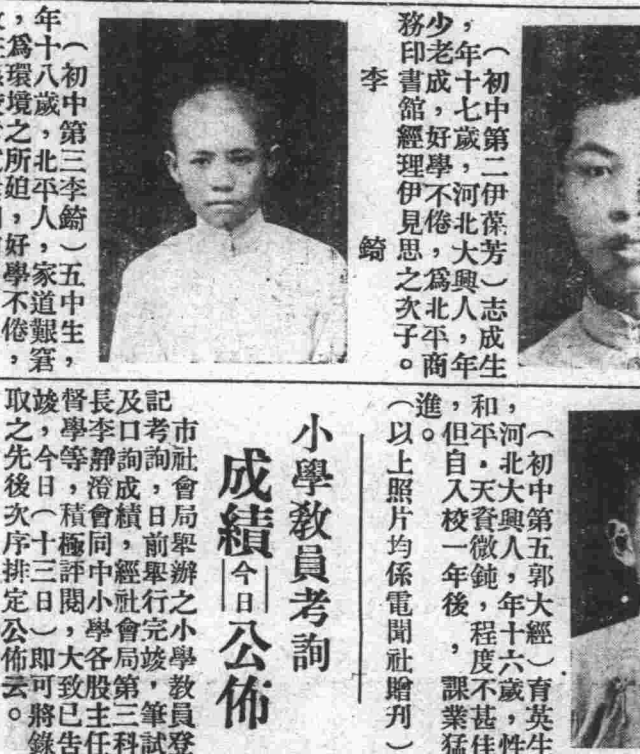 （初中第二伊葆芳）志成生
，年十七歲，河北大興人，年
少老成，好學不倦，爲北平商
務印書館經理伊見思之次子。
李錡
（初中第三李錡）五中生，
年十八歲，北平人，家道艱窘
，爲環境之所廹，好學不倦，
（初中第五郭大經）育英生
，河北大興人，年十六歲，性
和平．天資微鈍，程度不甚佳
，但自入校一年後，課業猛
進。
（以上照片均係電聞社贈刊）
小學教員考詢
成績今日公佈
市社會局舉辦之小學教員登
記考詢，日前舉行完竣，筆試
及口詢成績，經社會局第三科
長李靜澄會同中小學各股主任
督學等，積極評閱，大致已告
竣，今日（十三日）即可將錄
取之先後次序排定公佈云。